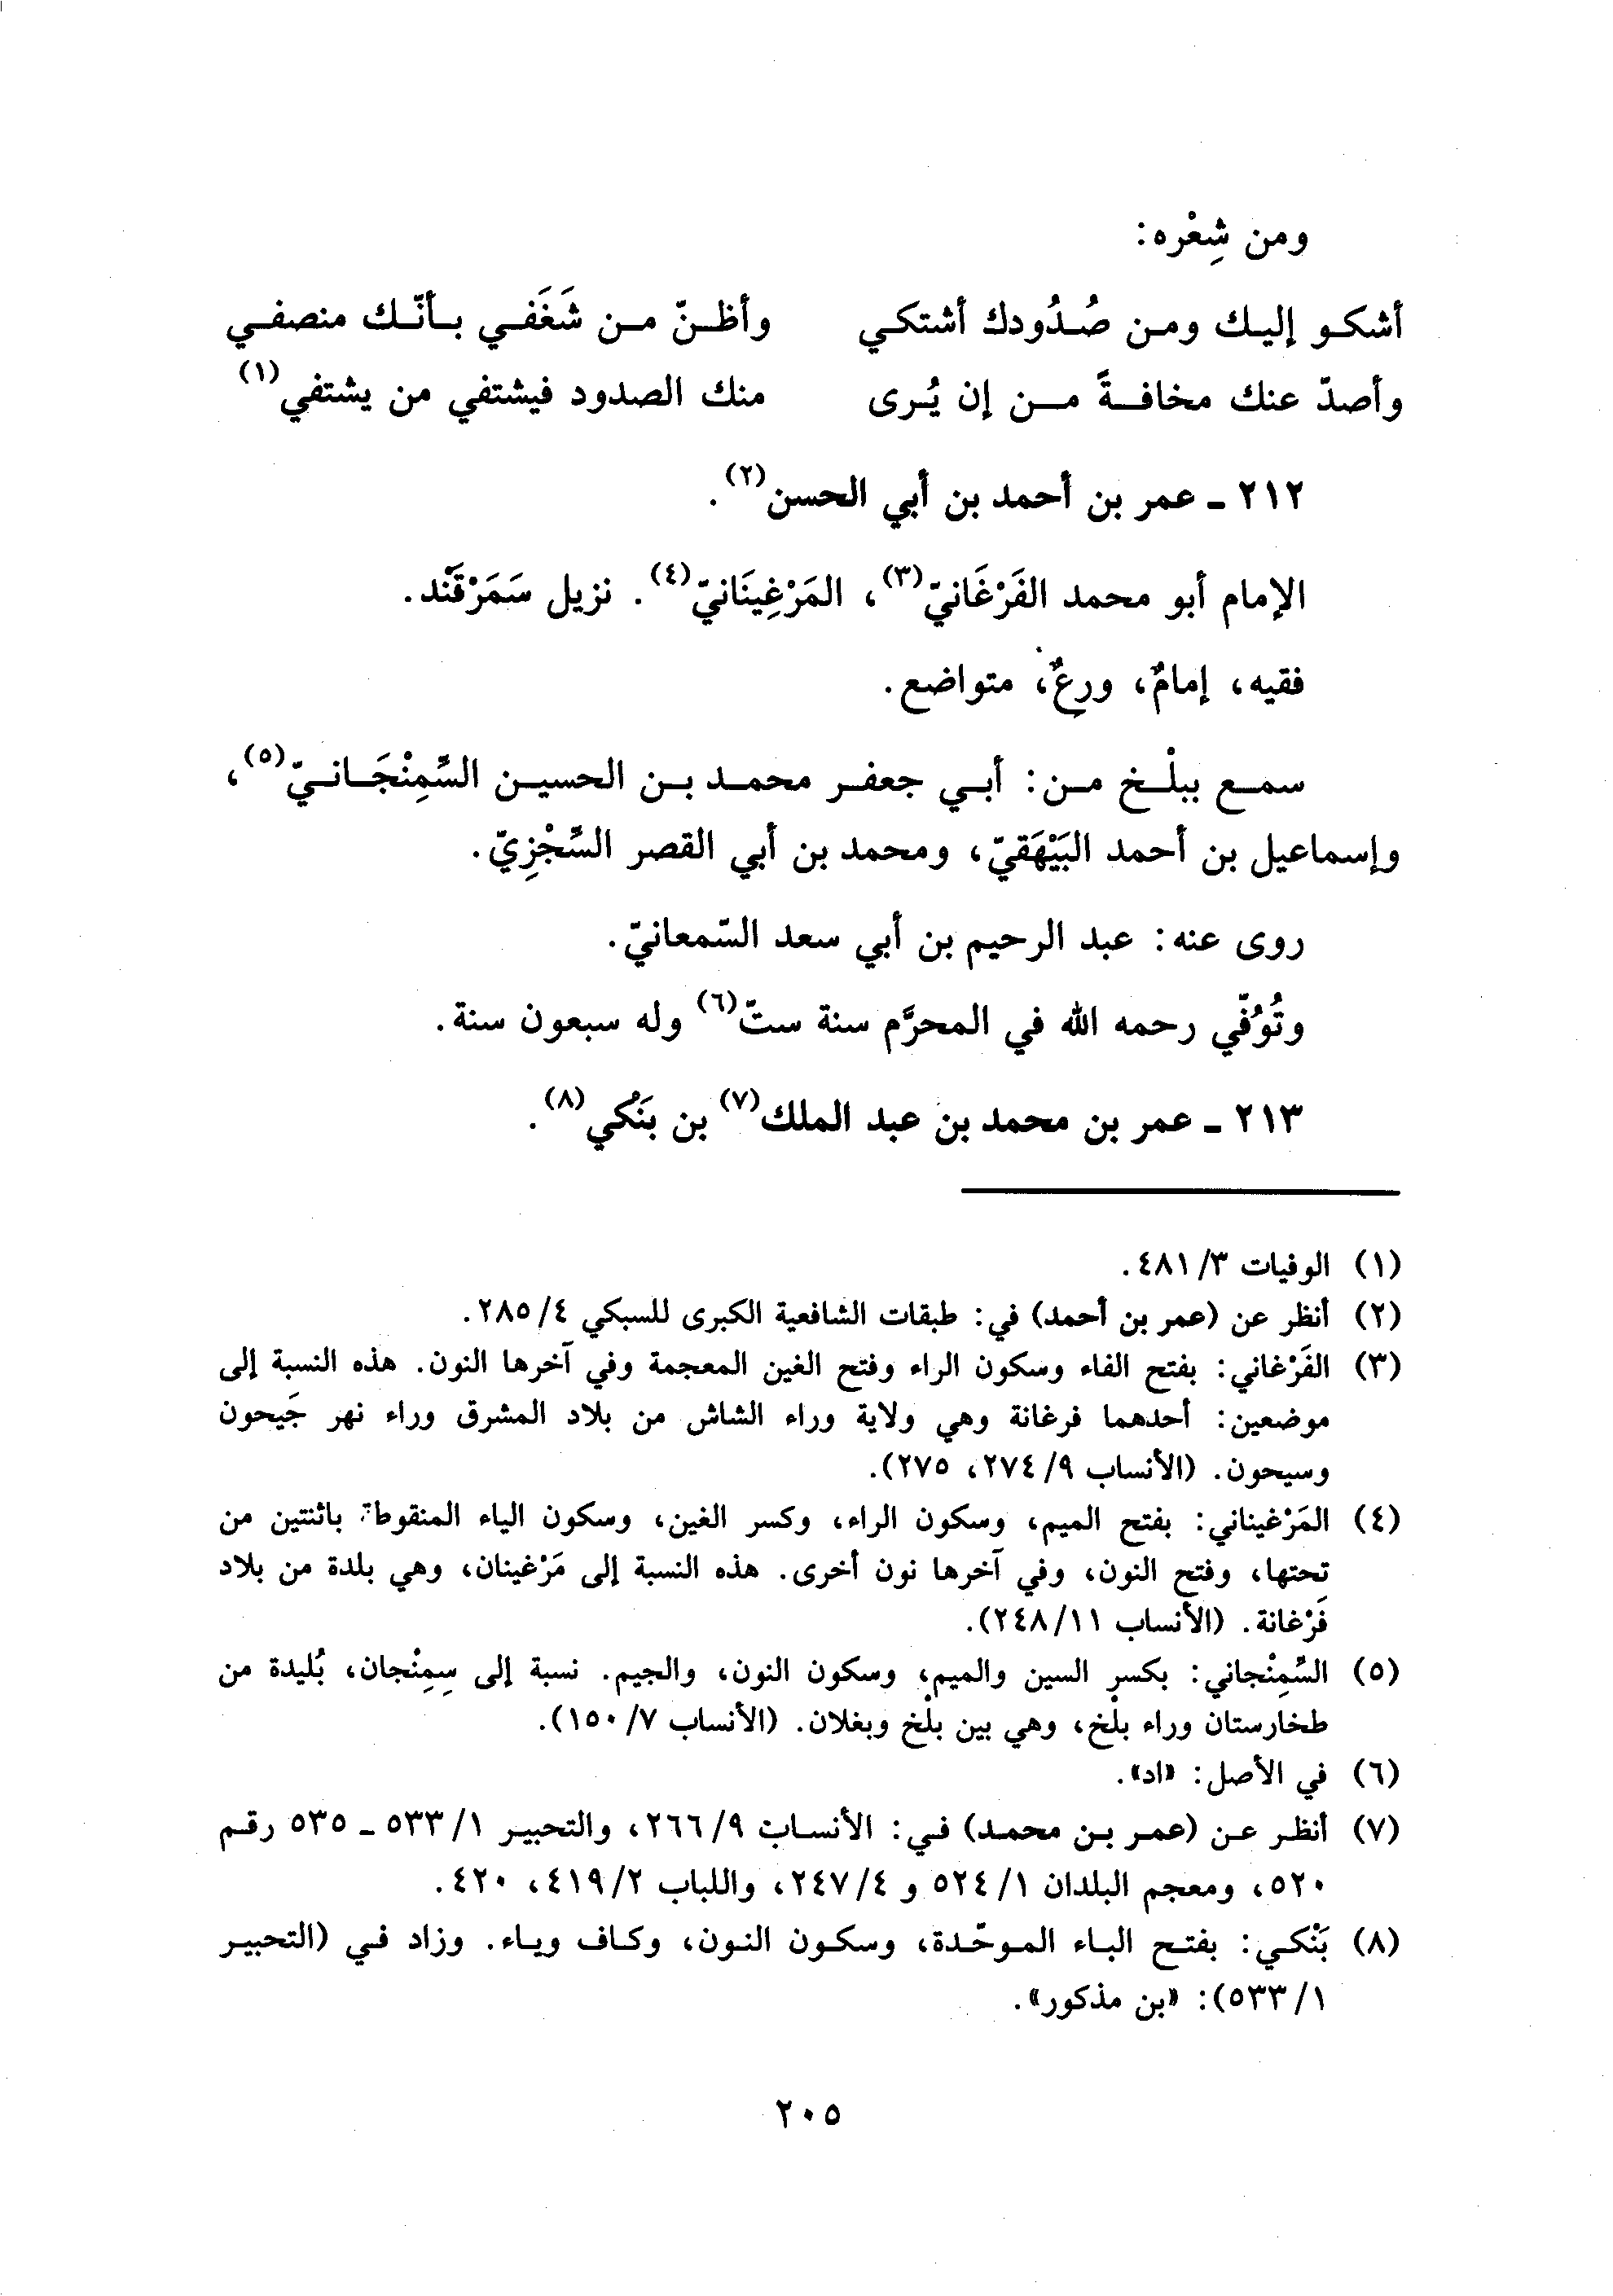 ومن شِعْره:
أشكو إليك ومن صُدُودك أشتكي وأظنّ من شَغَفي بأنّك منصفي
وأصدّ عنك مخافةً من إن يُرى منك الصدود فيشتفي من يشتفي(١)
٢١٢ ـ عمر بن أحمد بن أبي الحسن(٢).
الإمام أبو محمد الفَرْغَانيّ(٣)، المَرْغِينَانيّ(٤). نزيل سَمَرْقَنْد.
فقيه، إمامٌ، ورِعٌ، متواضع.
سمع ببلْخ من: أبي جعفر محمد بن الحسين السِّمِنْجَانيّ(٥)،
وإسماعيل بن أحمد البَيْهَقيّ، ومحمد بن أبي القصر السِّجْزِيّ.
روى عنه: عبد الرحيم بن أبي سعد السّمعانيّ.
وتُوُفّي رحمه الله في المحرَّم سنة ستّ(٦) وله سبعون سنة.
٢١٣ ـ عمر بن محمد بن عبد الملك(٧) بن بَنْكي(٨).
(١) الوفيات ٣/ ٤٨١.
(٢) أنظر عن (عمر بن أحمد) في: طبقات الشافعية الكبرى للسبكي ٤/ ٢٨٥.
(٣) الفَرْغاني: بفتح الفاء وسكون الراء وفتح الغين المعجمة وفي آخرها النون. هذه النسبة إلى
موضعين: أحدهما فرغانة وهي ولاية وراء الشاش من بلاد المشرق وراء نهر جَيحون
وسيحون. (الأنساب ٩/ ٢٧٤، ٢٧٥).
(٤) المَرْغيناني: بفتح الميم، وسكون الراء، وكسر الغين، وسكون الياء المنقوطة باثنتين من
تحتها، وفتح النون، وفي آخرها نون أخرى. هذه النسبة إلى مَرْغينان، وهي بلدة من بلاد
فَرْغانة. (الأنساب ١١/ ٢٤٨).
(٥) السِّمِنْجاني: بكسر السين والميم، وسكون النون، والجيم. نسبة إلى سِمِنْجان، بُليدة من
طخارستان وراء بلْخ، وهي بين بلْخ وبغلان. (الأنساب ٧/ ١٥٠).
(٦) في الأصل: «اد».
(٧) أنظر عن (عمر بن محمد) في: الأنساب ٩/ ٢٦٦، والتحبير ١/ ٥٣٣ ـ ٥٣٥ رقم
٥٢٠، ومعجم البلدان ١/ ٥٢٤ و ٤/ ٢٤٧، واللباب ٢/ ٤١٩، ٤٢٠.
(٨) بَنْكي: بفتح الباء الموحّدة، وسكون النون، وكاف وياء. وزاد في (التحبير
١/ ٥٣٣): «بن مذكور».
٢٠٥